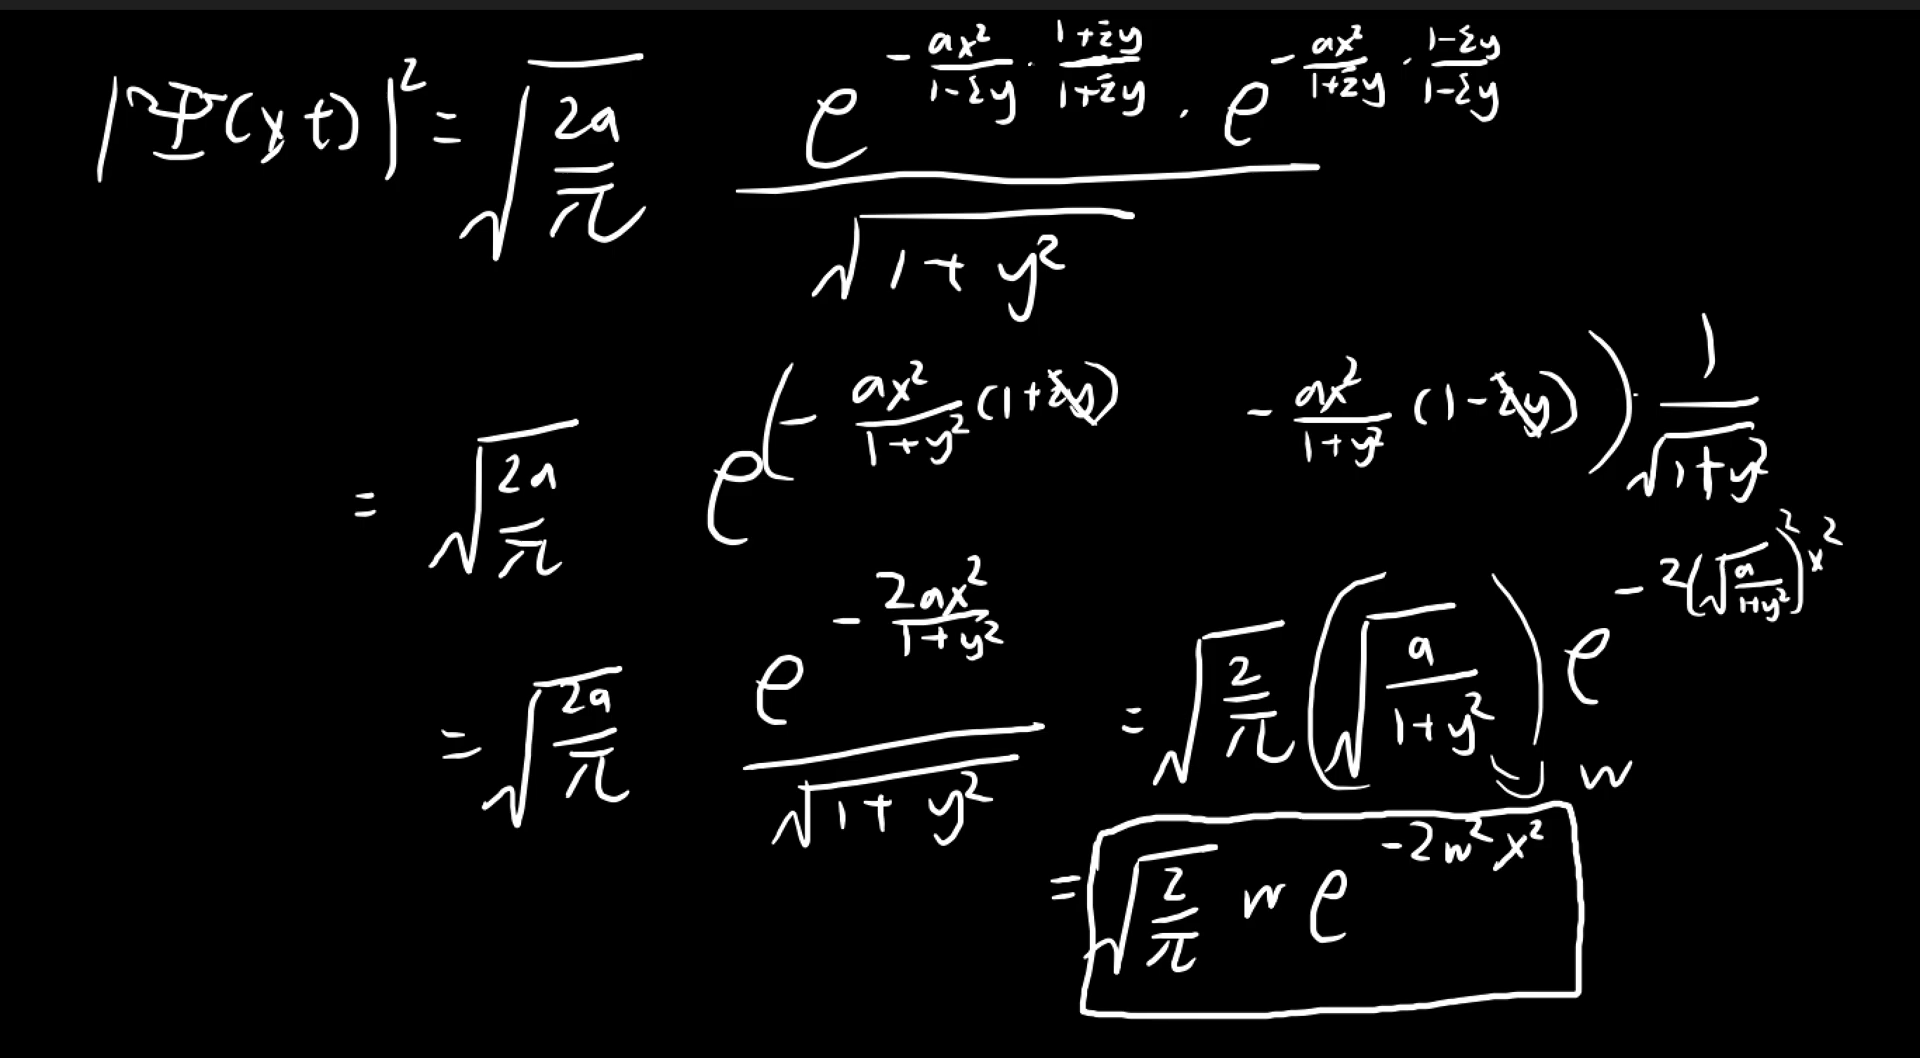 |Ψ(x,t)|² = √(2a/π) (e^(-ax²/(1-iy) · (1+iy)/(1+iy)) · e^(-ax²/(1+iy) · (1-iy)/(1-iy))) / √(1+y²)
= √(2a/π) e^(-ax²/(1+y²) (1+iy) - ax²/(1+y²) (1-iy)) · 1/√(1+y²)
= √(2a/π) e^(-2ax²/(1+y²)) / √(1+y²) = √(2/π) (√(a/(1+y²))) e^(-2(√(a/(1+y²)))²x²)
w
= √(2/π) w e^(-2w²x²)